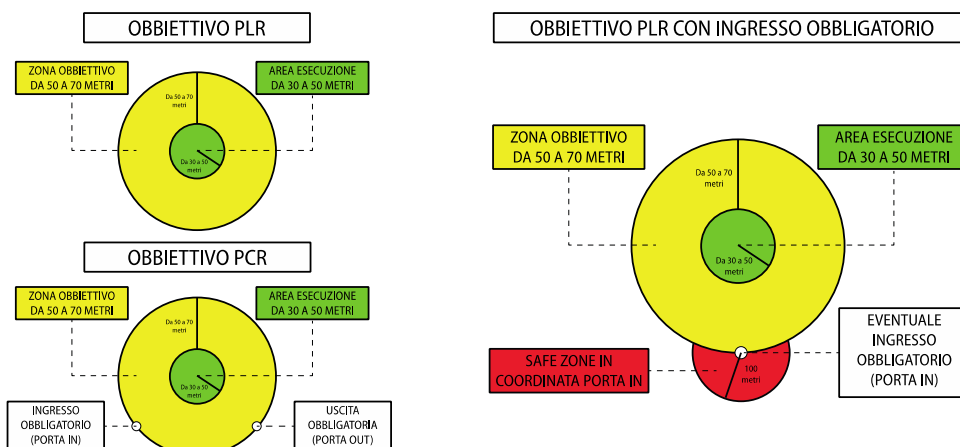 OBBIETTIVO PLR
ZONA OBBIETTIVO
DA 50 A 70 METRI
AREA ESECUZIONE
DA 30 A 50 METRI
Da 50 a 70
metri
Da 30 a 50
metri
OBBIETTIVO PCR
ZONA OBBIETTIVO
DA 50 A 70 METRI
AREA ESECUZIONE
DA 30 A 50 METRI
Da 50 a 70
metri
Da 30 a 50
metri
INGRESSO
OBBLIGATORIO
(PORTA IN)
USCITA
OBBLIGATORIA
(PORTA OUT)
OBBIETTIVO PLR CON INGRESSO OBBLIGATORIO
ZONA OBBIETTIVO
DA 50 A 70 METRI
AREA ESECUZIONE
DA 30 A 50 METRI
Da 50 a 70
metri
Da 30 a 50
metri
SAFE ZONE IN
COORDINATA PORTA IN
100
metri
EVENTUALE
INGRESSO
OBBLIGATORIO
(PORTA IN)